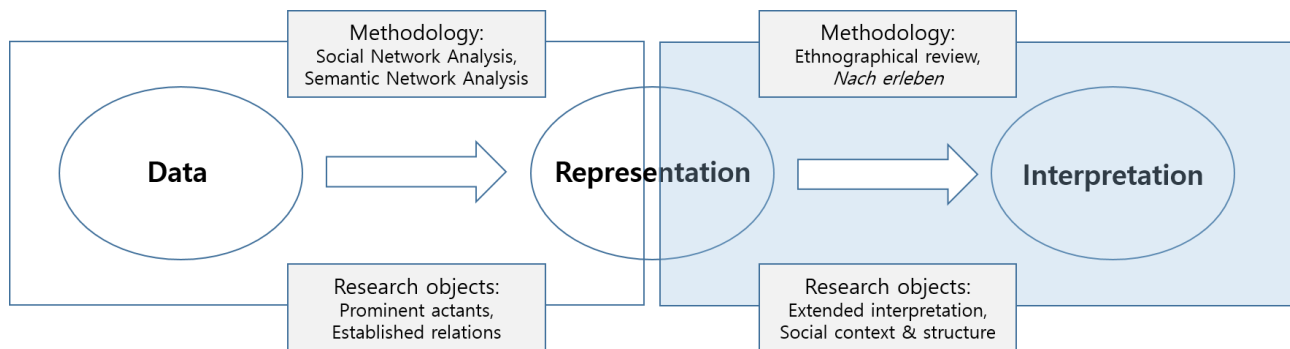 Methodology:
Social Network Analysis,
Semantic Network Analysis
Methodology:
Ethnographical review,
Nach erleben
Data
Representation
Interpretation
Research objects:
Prominent actants,
Established relations
Research objects:
Extended interpretation,
Social context & structure